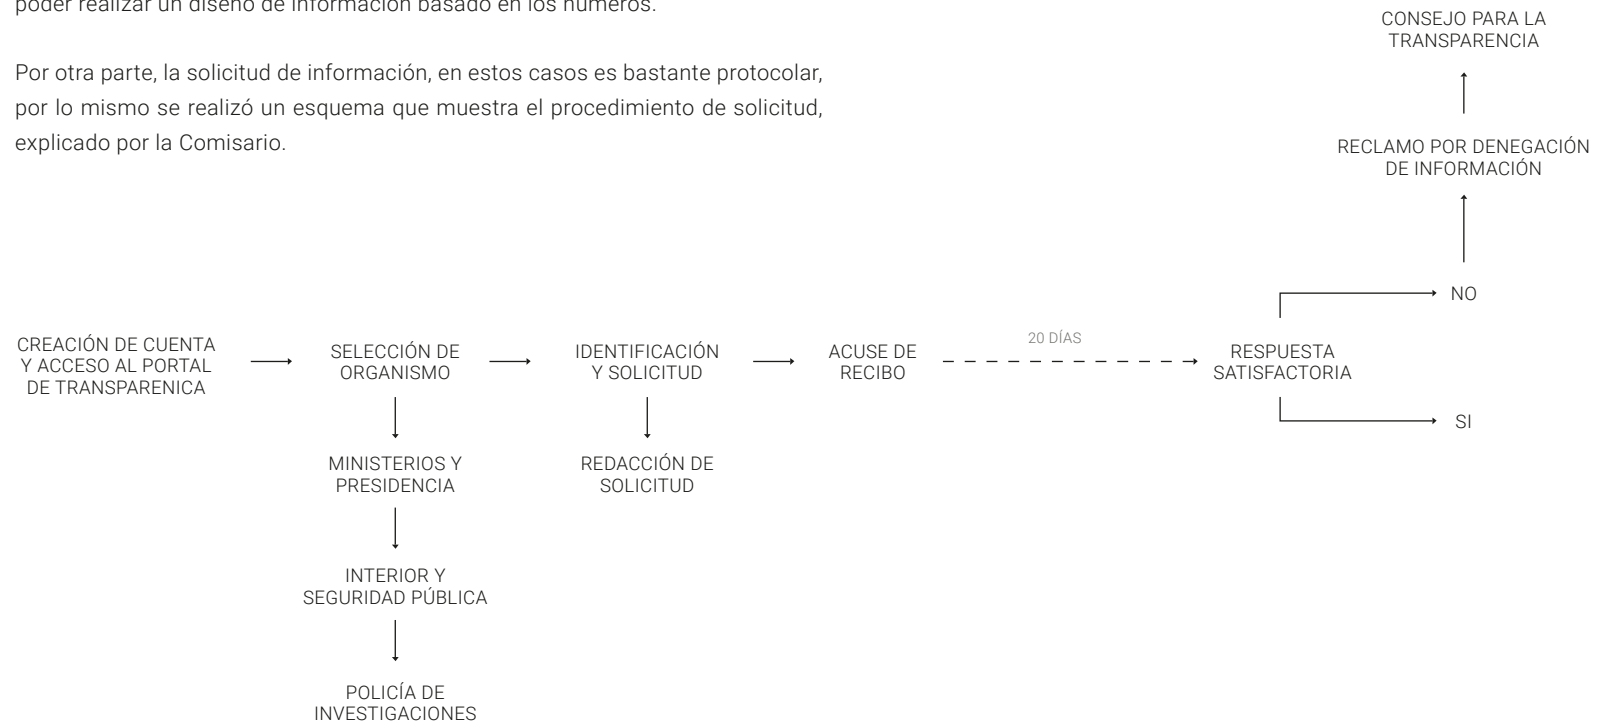 poder realizar un diseño de información basado en los números.
Por otra parte, la solicitud de información, en estos casos es bastante protocolar,
por lo mismo se realizó un esquema que muestra el procedimiento de solicitud,
explicado por la Comisario.
CONSEJO PARA LA
TRANSPARENCIA
RECLAMO POR DENEGACIÓN
DE INFORMACIÓN
NO
CREACIÓN DE CUENTA
Y ACCESO AL PORTAL
DE TRANSPARENICA
SELECCIÓN DE
ORGANISMO
IDENTIFICACIÓN
Y SOLICITUD
ACUSE DE
RECIBO
20 DÍAS
RESPUESTA
SATISFACTORIA
SI
MINISTERIOS Y
PRESIDENCIA
REDACCIÓN DE
SOLICITUD
INTERIOR Y
SEGURIDAD PÚBLICA
POLICÍA DE
INVESTIGACIONES